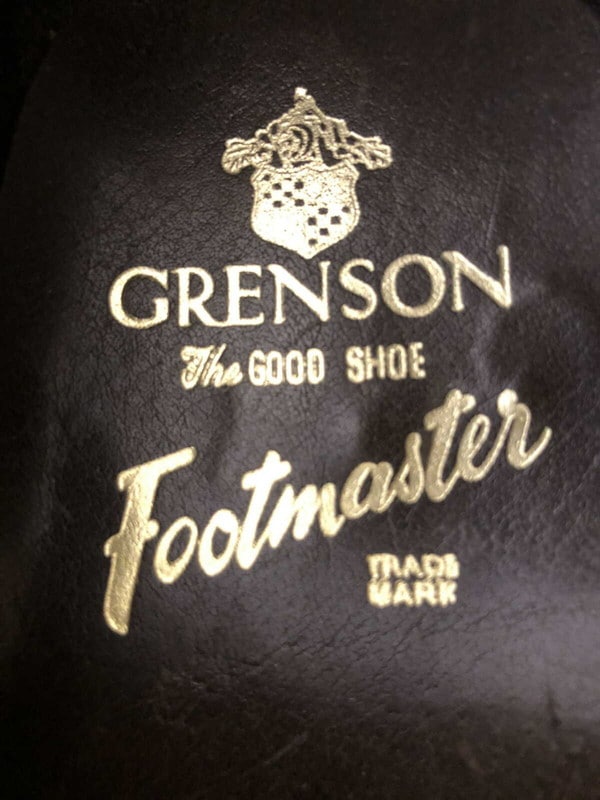 GRENSON
The GOOD SHOE
Footmaster
TRADE
MARK